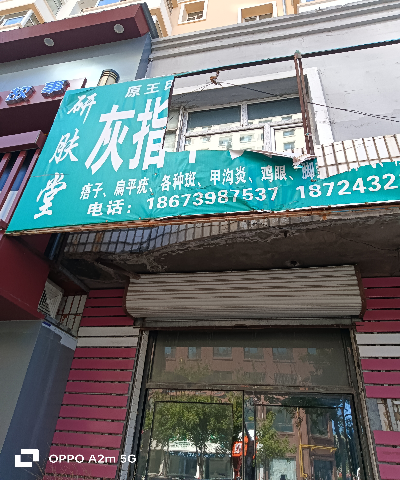 研肤堂
原王
灰指
痦子、扁平疣、各种斑、甲沟炎、鸡眼、
电话：18673987537 1872432
OPPO A2m 5G